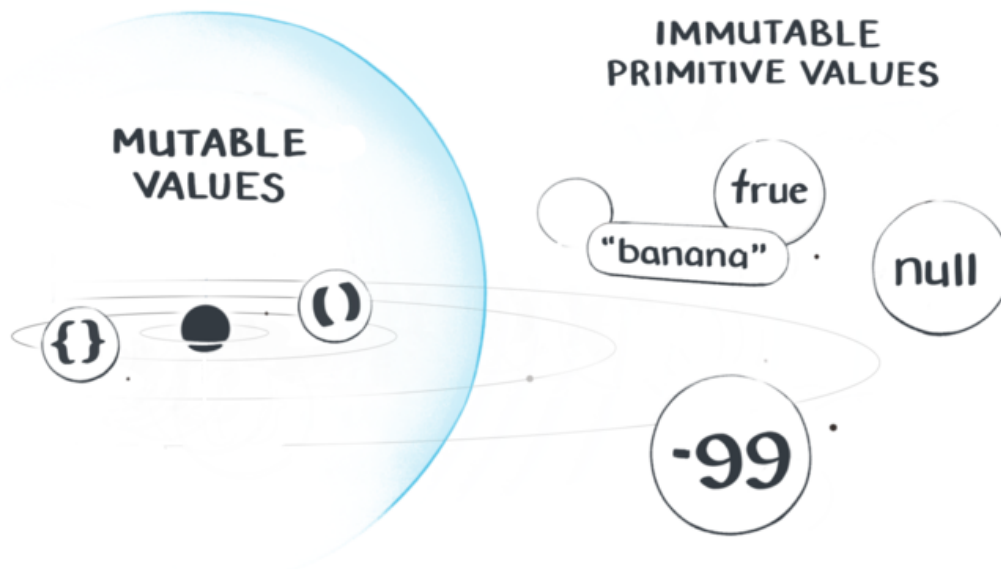 IMMUTABLE
PRIMITIVE VALUES
MUTABLE
VALUES
true
"banana"
null
{}
()
-99